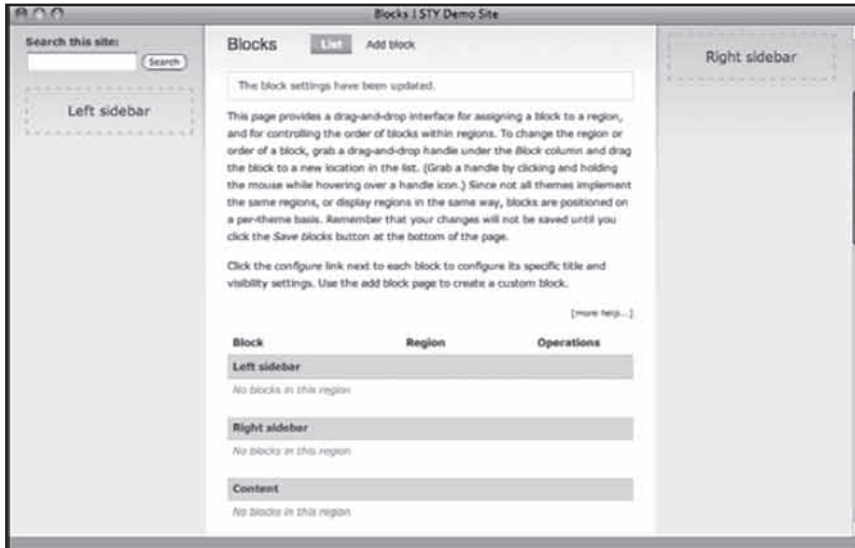 Blocks | STY Demo Site
Search this site:
Search
Left sidebar
Blocks
List
Add block
The block settings have been updated.
This page provides a drag-and-drop interface for assigning a block to a region,
and for controlling the order of blocks within regions. To change the region or
order of a block, grab a drag-and-drop handle under the Block column and drag
the block to a new location in the list. (Grab a handle by clicking and holding
the mouse while hovering over a handle icon.) Since not all themes implement
the same regions, or display regions in the same way, blocks are positioned on
a per-theme basis. Remember that your changes will not be saved until you
click the Save blocks button at the bottom of the page.
Click the configure link next to each block to configure its specific title and
visibility settings. Use the add block page to create a custom block.
[more help...]
Block Region Operations
Left sidebar
No blocks in this region
Right sidebar
No blocks in this region
Content
No blocks in this region
Right sidebar